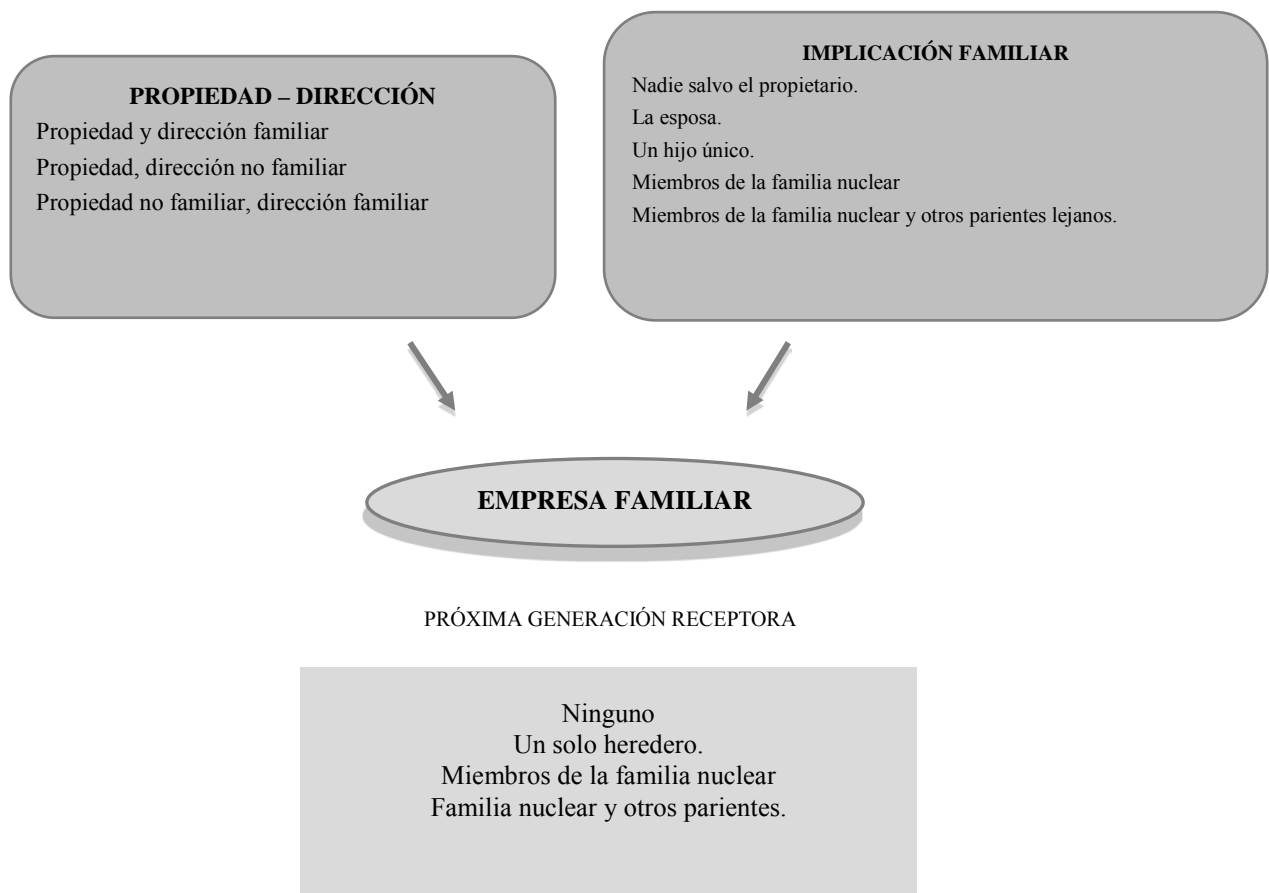 PROPIEDAD – DIRECCIÓN
Propiedad y dirección familiar
Propiedad, dirección no familiar
Propiedad no familiar, dirección familiar
IMPLICACIÓN FAMILIAR
Nadie salvo el propietario.
La esposa.
Un hijo único.
Miembros de la familia nuclear
Miembros de la familia nuclear y otros parientes lejanos.
EMPRESA FAMILIAR
PRÓXIMA GENERACIÓN RECEPTORA
Ninguno
Un solo heredero.
Miembros de la familia nuclear
Familia nuclear y otros parientes.